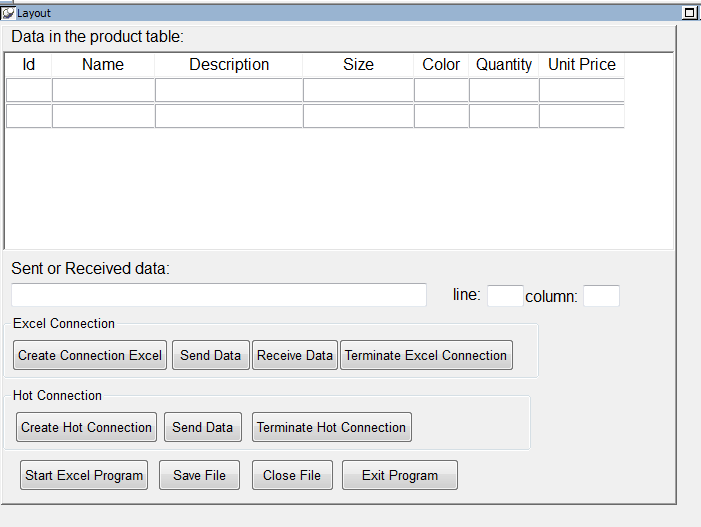 Layout
Data in the product table:
Id Name Description Size Color Quantity Unit Price
Sent or Received data:
line: column:
Excel Connection
Create Connection Excel Send Data Receive Data Terminate Excel Connection
Hot Connection
Create Hot Connection Send Data Terminate Hot Connection
Start Excel Program Save File Close File Exit Program